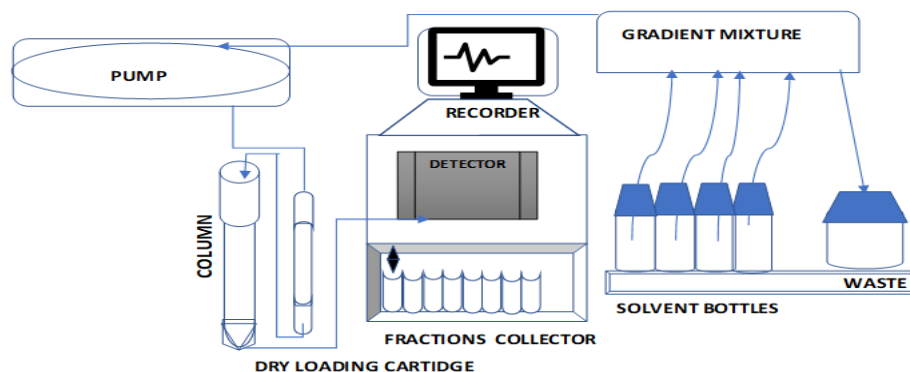 GRADIENT MIXTURE
PUMP
RECORDER
DETECTOR
COLUMN
WASTE
SOLVENT BOTTLES
FRACTIONS COLLECTOR
DRY LOADING CARTIDGE